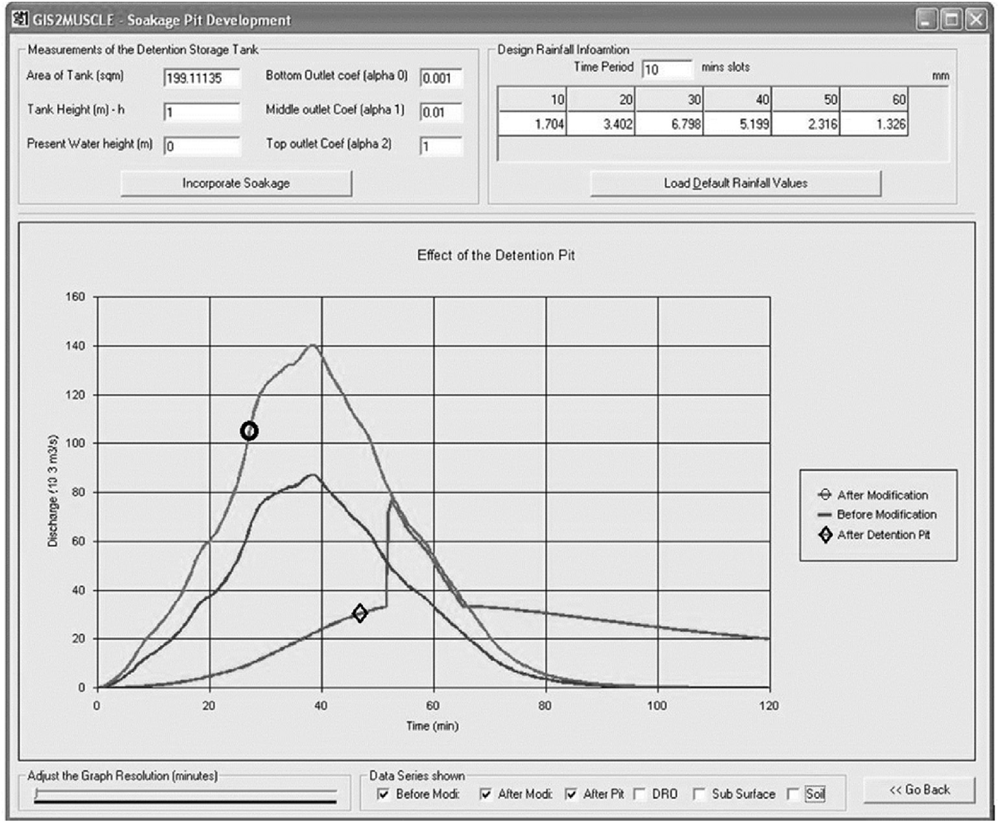 GIS2MUSCLE - Soakage Pit Development
Measurements of the Detention Storage Tank
Area of Tank (sqm) 199.11135 Bottom Outlet coef (alpha 0) 0.001
Tank Height (m) - h 1 Middle outlet Coef (alpha 1) 0.01
Present Water height (m) 0 Top outlet Coef (alpha 2) 1
Incorporate Soakage
Design Rainfall Infoamtion
Time Period 10 mins slots
mm
10 20 30 40 50 60
1.704 3.402 6.798 5.199 2.316 1.326
Load Default Rainfall Values
Effect of the Detention Pit
160
140
120
100
80
60
40
20
0
Discharge (10 3 m3/s)
0 20 40 60 80 100 120
Time (min)
After Modification
Before Modification
After Detention Pit
Adjust the Graph Resolution (minutes)
Data Series shown
Before Modi: After Modi: After Pit DRO Sub Surface Soil
<< Go Back